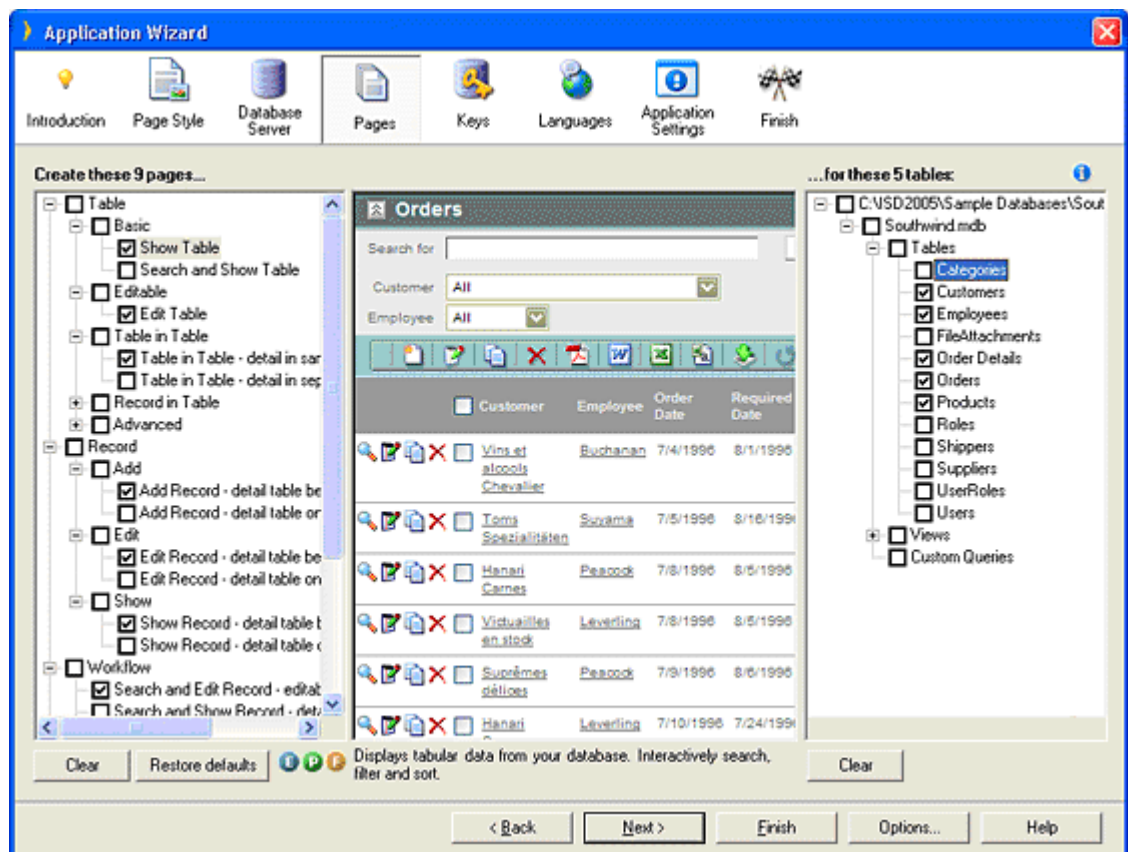 Application Wizard
Introduction
Page Style
Database Server
Pages
Keys
Languages
Application Settings
Finish
Create these 9 pages...
Table
Basic
Show Table
Search and Show Table
Editable
Edit Table
Table in Table
Table in Table - detail in sar
Table in Table - detail in sep
Record in Table
Advanced
Record
Add
Add Record - detail table be
Add Record - detail table or
Edit
Edit Record - detail table be
Edit Record - detail table on
Show
Show Record - detail table b
Show Record - detail table o
Workflow
Search and Edit Record - editab
Search and Show Record - deta
Clear
Restore defaults
I P F
Orders
Search for
Customer All
Employee All
Customer Employee Order Date Required Date
Vins et alcools Chevalier Buchanan 7/4/1996 8/1/1996
Toms Spezialitäten Suyama 7/5/1996 8/16/1996
Hanari Carnes Peacock 7/8/1996 8/5/1996
Victuailles en stock Leverling 7/8/1996 8/5/1996
Suprêmes délices Peacock 7/9/1996 8/6/1996
Hanari Leverling 7/10/1996 7/24/199
Displays tabular data from your database. Interactively search,
filter and sort.
...for these 5 tables:
C:\ISD2005\Sample Databases\Sout
Southwind.mdb
Tables
Categories
Customers
Employees
FileAttachments
Order Details
Orders
Products
Roles
Shippers
Suppliers
UserRoles
Users
Views
Custom Queries
Clear
< Back
Next >
Finish
Options...
Help